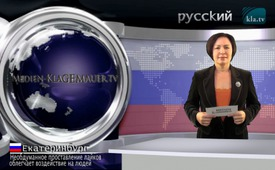 русский kla.tv
MEDIEN-KLAGEMAUER.TV
Екатеринбург
Необдуманное проставление лайков
облегчает воздействие на людей